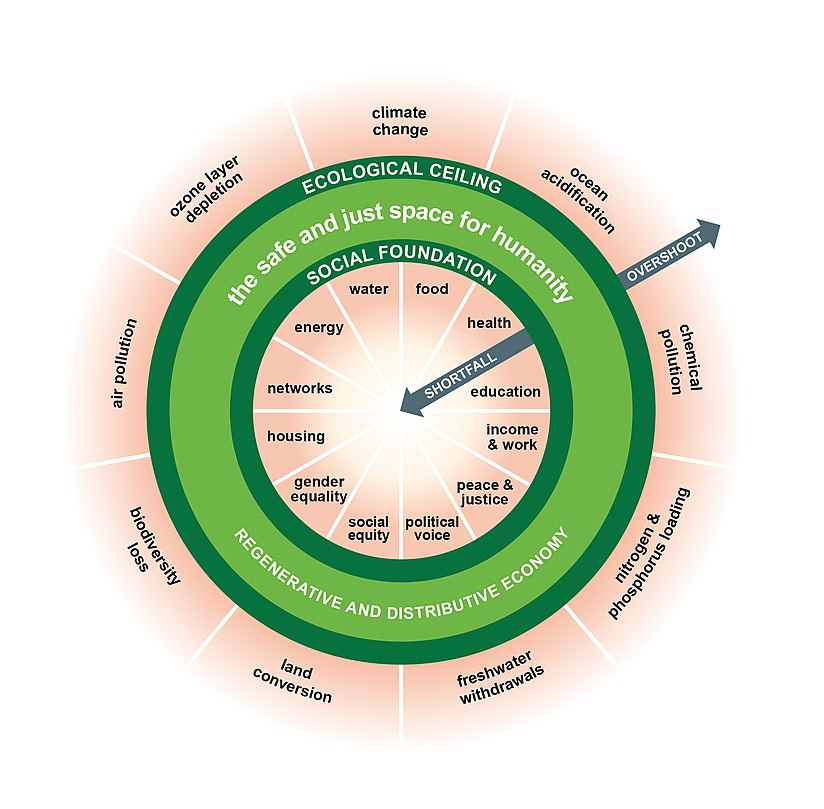 climate
change
ocean
acidification
chemical
pollution
nitrogen &
phosphorus loading
freshwater
withdrawals
land
conversion
biodiversity
loss
air pollution
ozone layer
depletion
OVERSHOOT
ECOLOGICAL CEILING
the safe and just space for humanity
SOCIAL FOUNDATION
water
food
health
SHORTFALL
education
income
& work
peace &
justice
political
voice
social
equity
gender
equality
housing
networks
energy
REGENERATIVE AND DISTRIBUTIVE ECONOMY